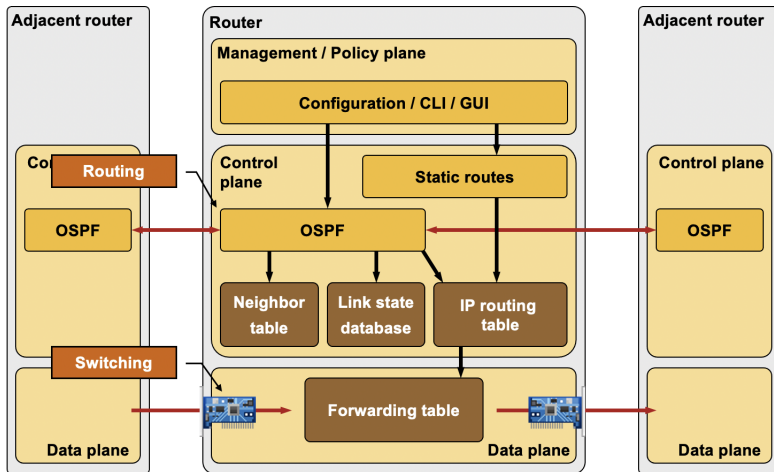 Adjacent router
Router
Adjacent router
Management / Policy plane
Configuration / CLI / GUI
Co
Control
plane
Control plane
Routing
Static routes
OSPF
OSPF
OSPF
Neighbor
table
Link state
database
IP routing
table
Switching
Forwarding table
Data plane
Data plane
Data plane